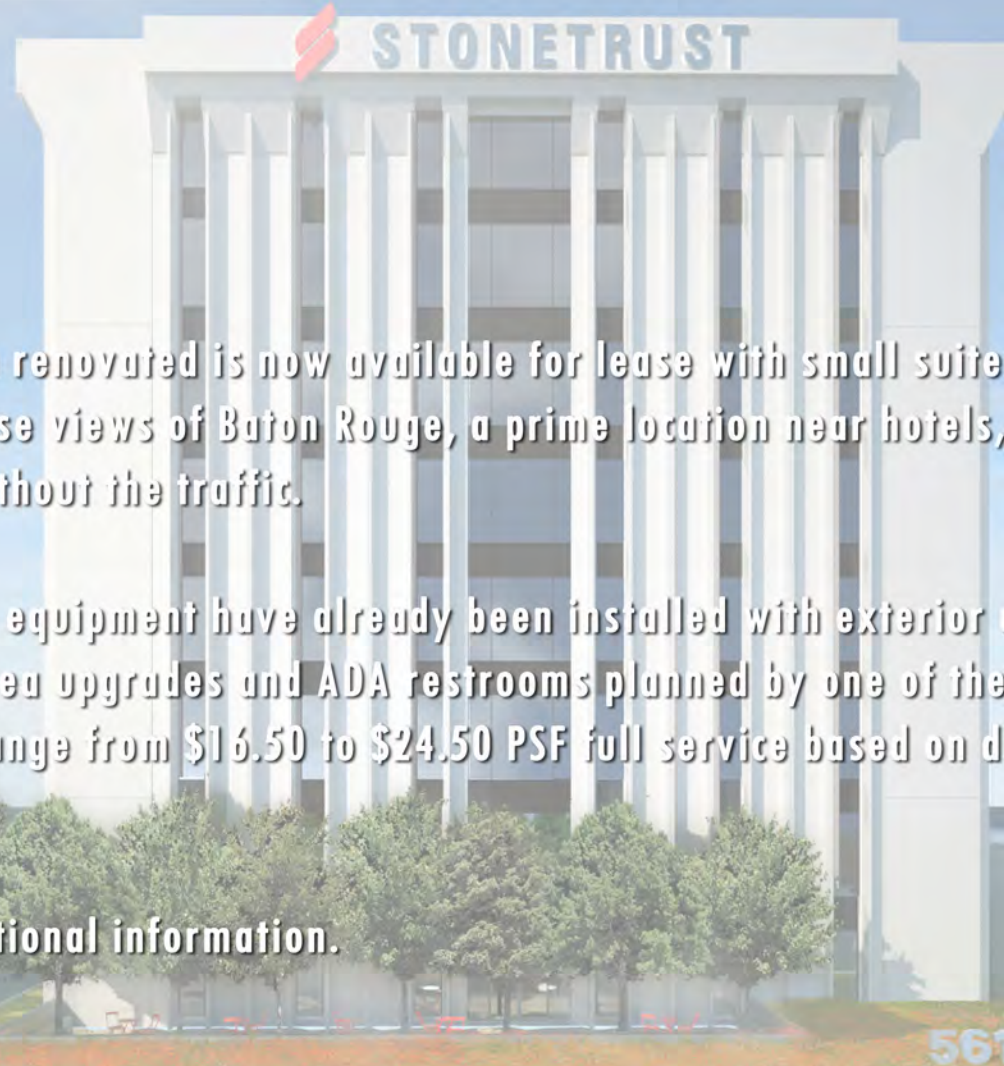 STONETRUST
renovated is now available for lease with small suite
se views of Baton Rouge, a prime location near hotels,
thout the traffic.
equipment have already been installed with exterior
ea upgrades and ADA restrooms planned by one of the
nge from $16.50 to $24.50 PSF full service based on d
tional information.
561